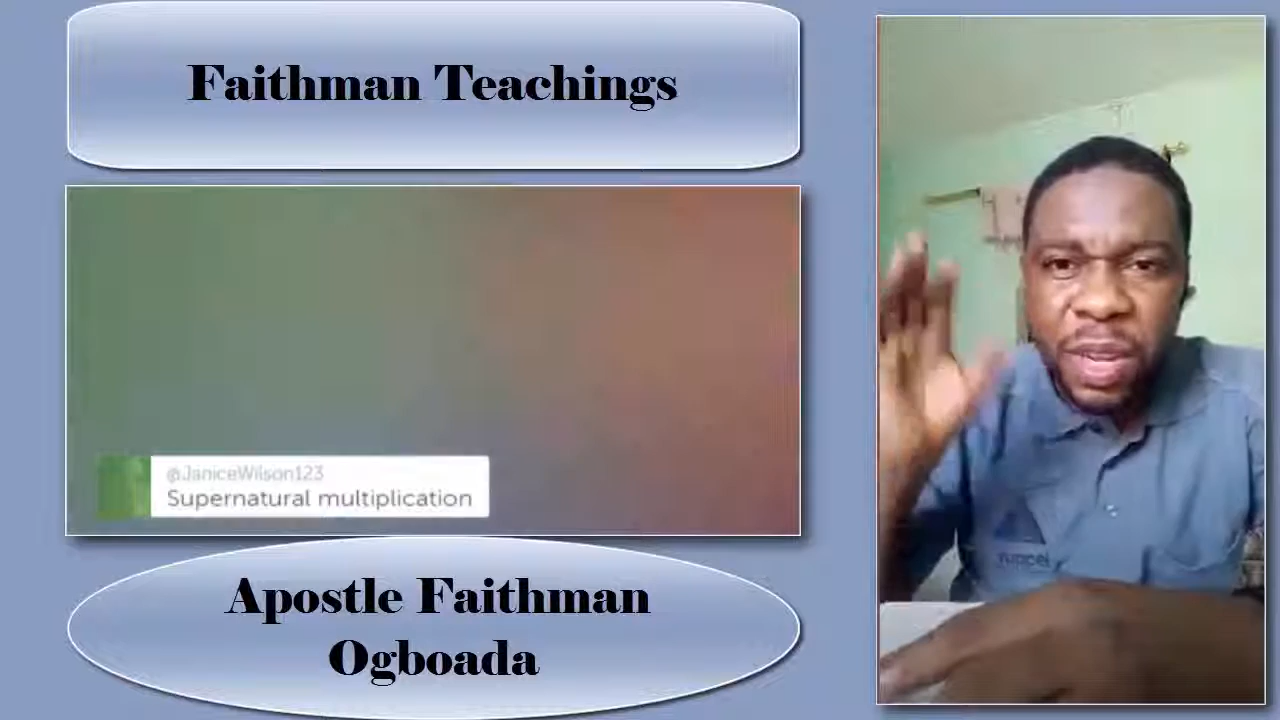 Faithman Teachings
@JaniceWilson123
Supernatural multiplication
Apostle Faithman
Ogboada